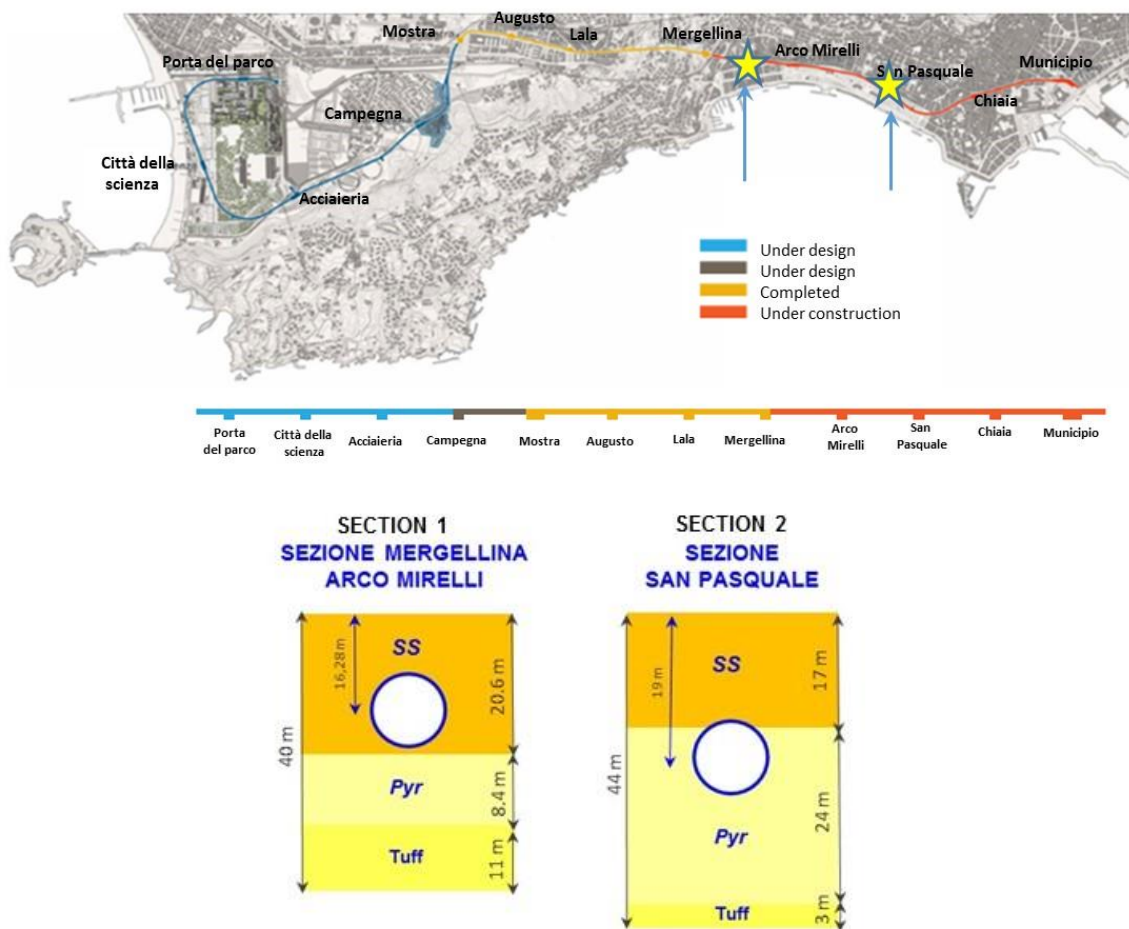 Augusto
Mostra
Lala
Mergellina
Arco Mirelli
Porta del parco
San Pasquale
Municipio
Chiaia
Campegna
Città della
scienza
Acciaieria
Under design
Under design
Completed
Under construction
Porta
del parco
Città della
scienza
Acciaieria
Campegna
Mostra
Augusto
Lala
Mergellina
Arco
Mirelli
San
Pasquale
Chiaia
Municipio
SECTION 1
SEZIONE MERGELLINA
ARCO MIRELLI
16,28 m
SS
20.6 m
40 m
Pyr
8.4 m
Tuff
11 m
SECTION 2
SEZIONE
SAN PASQUALE
SS
19 m
17 m
44 m
Pyr
24 m
Tuff
3 m